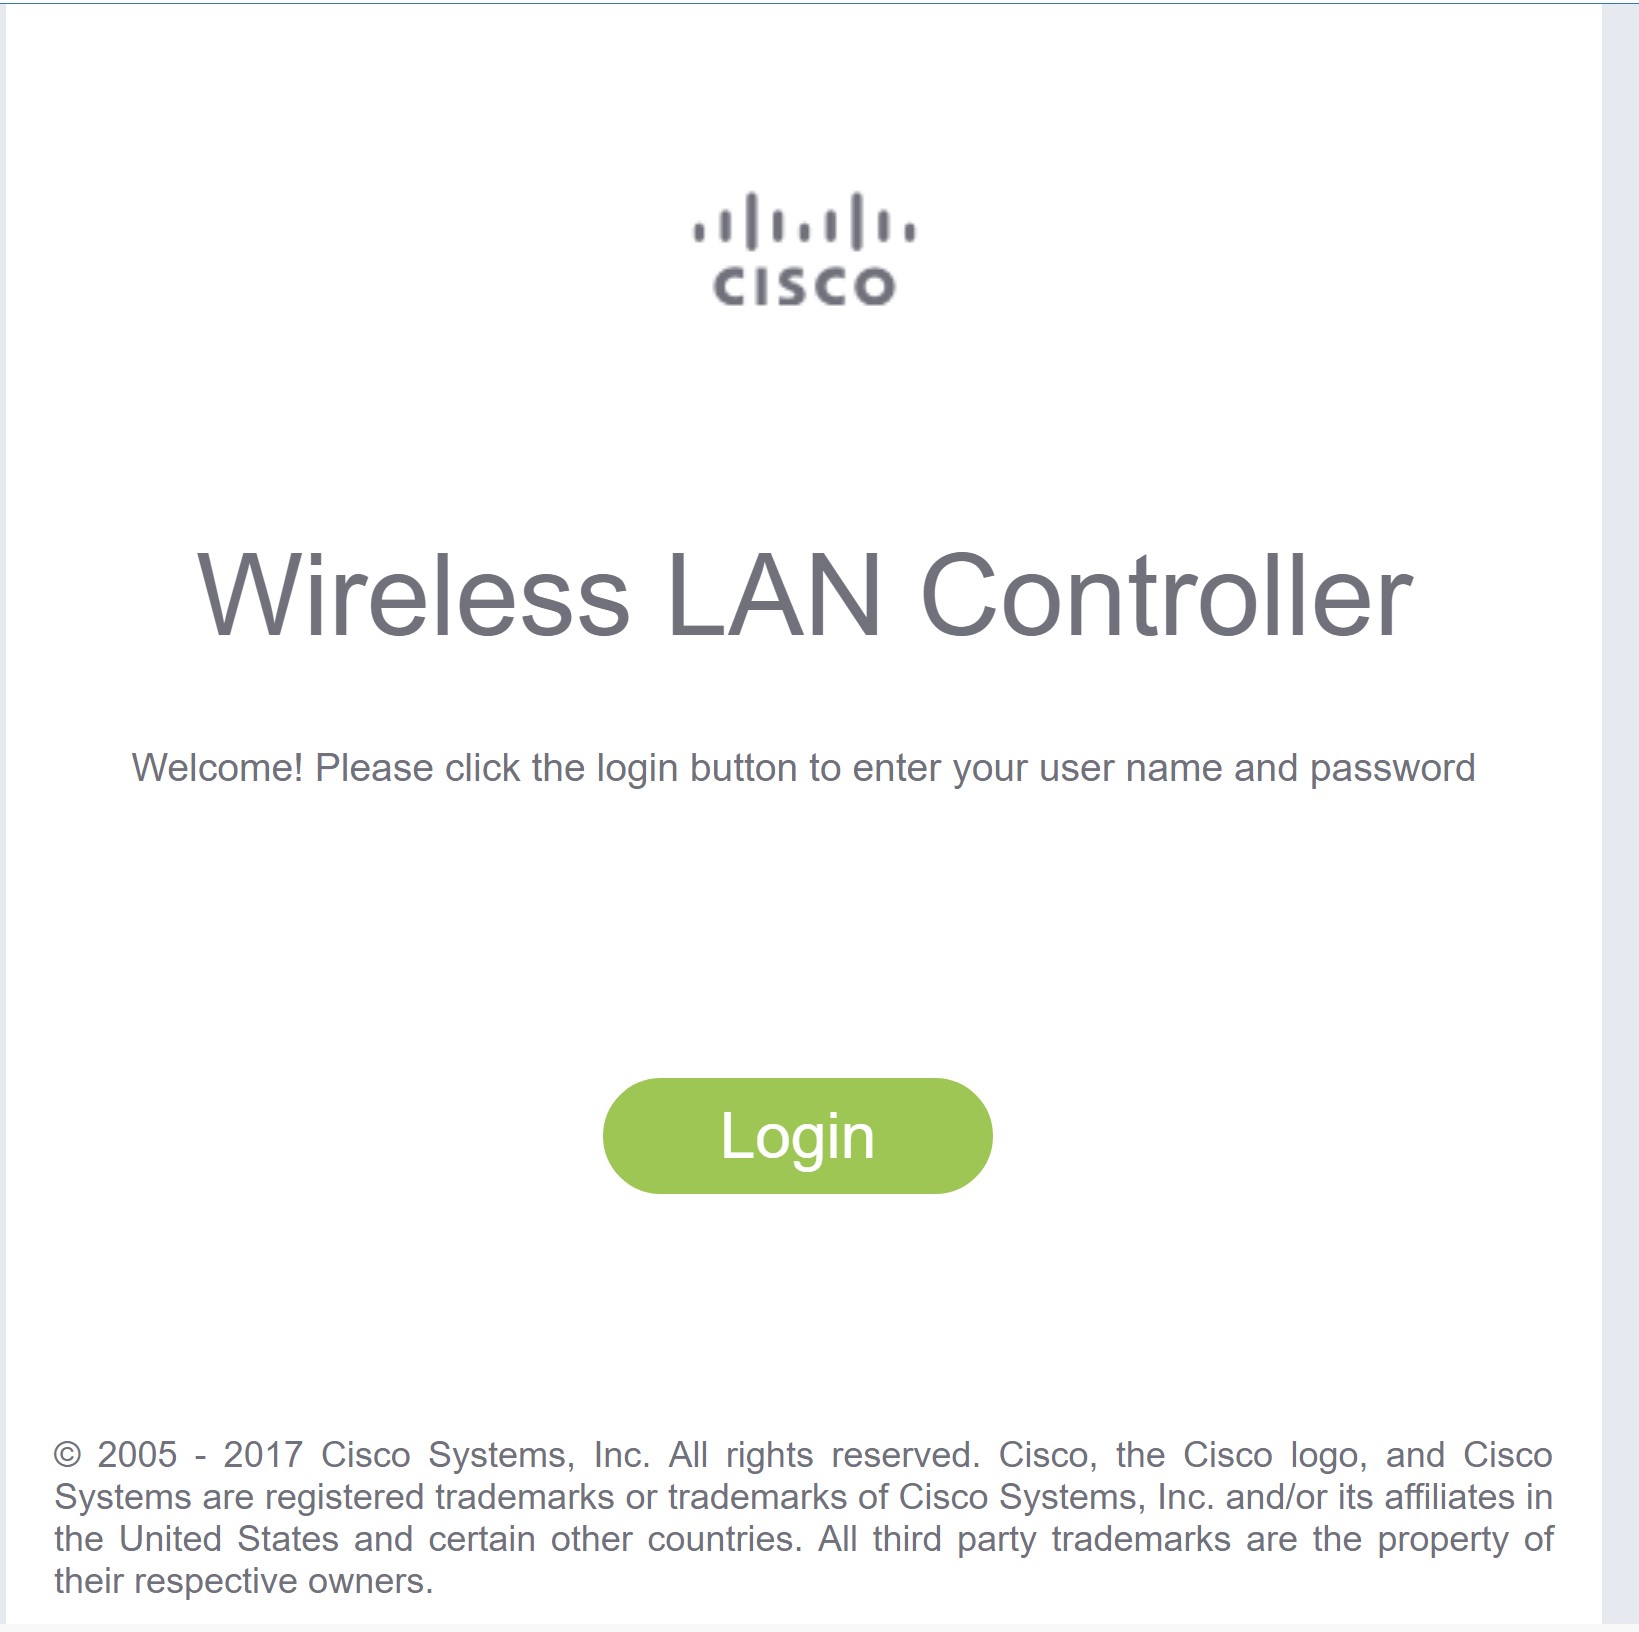 CISCO
Wireless LAN Controller
Welcome! Please click the login button to enter your user name and password
Login
© 2005 - 2017 Cisco Systems, Inc. All rights reserved. Cisco, the Cisco logo, and Cisco
Systems are registered trademarks or trademarks of Cisco Systems, Inc. and/or its affiliates in
the United States and certain other countries. All third party trademarks are the property of
their respective owners.